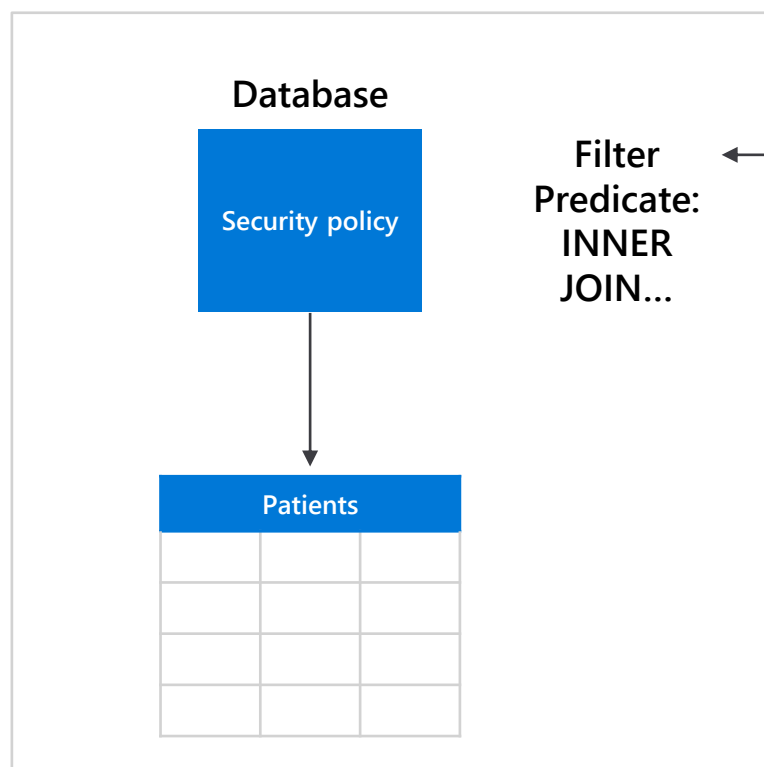 Database
Security policy
Filter
Predicate:
INNER
JOIN...
Patients